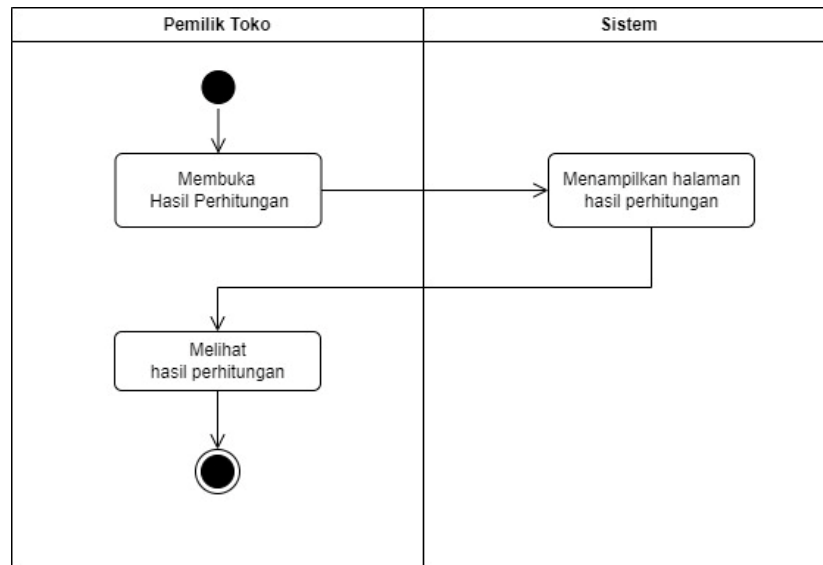 Pemilik Toko
Sistem
Membuka
Hasil Perhitungan
Menampilkan halaman
hasil perhitungan
Melihat
hasil perhitungan